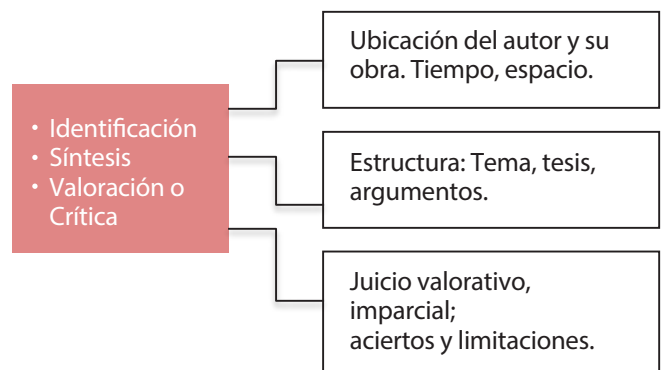 • Identificación
• Síntesis
• Valoración o
Crítica
Ubicación del autor y su
obra. Tiempo, espacio.
Estructura: Tema, tesis,
argumentos.
Juicio valorativo,
imparcial;
aciertos y limitaciones.